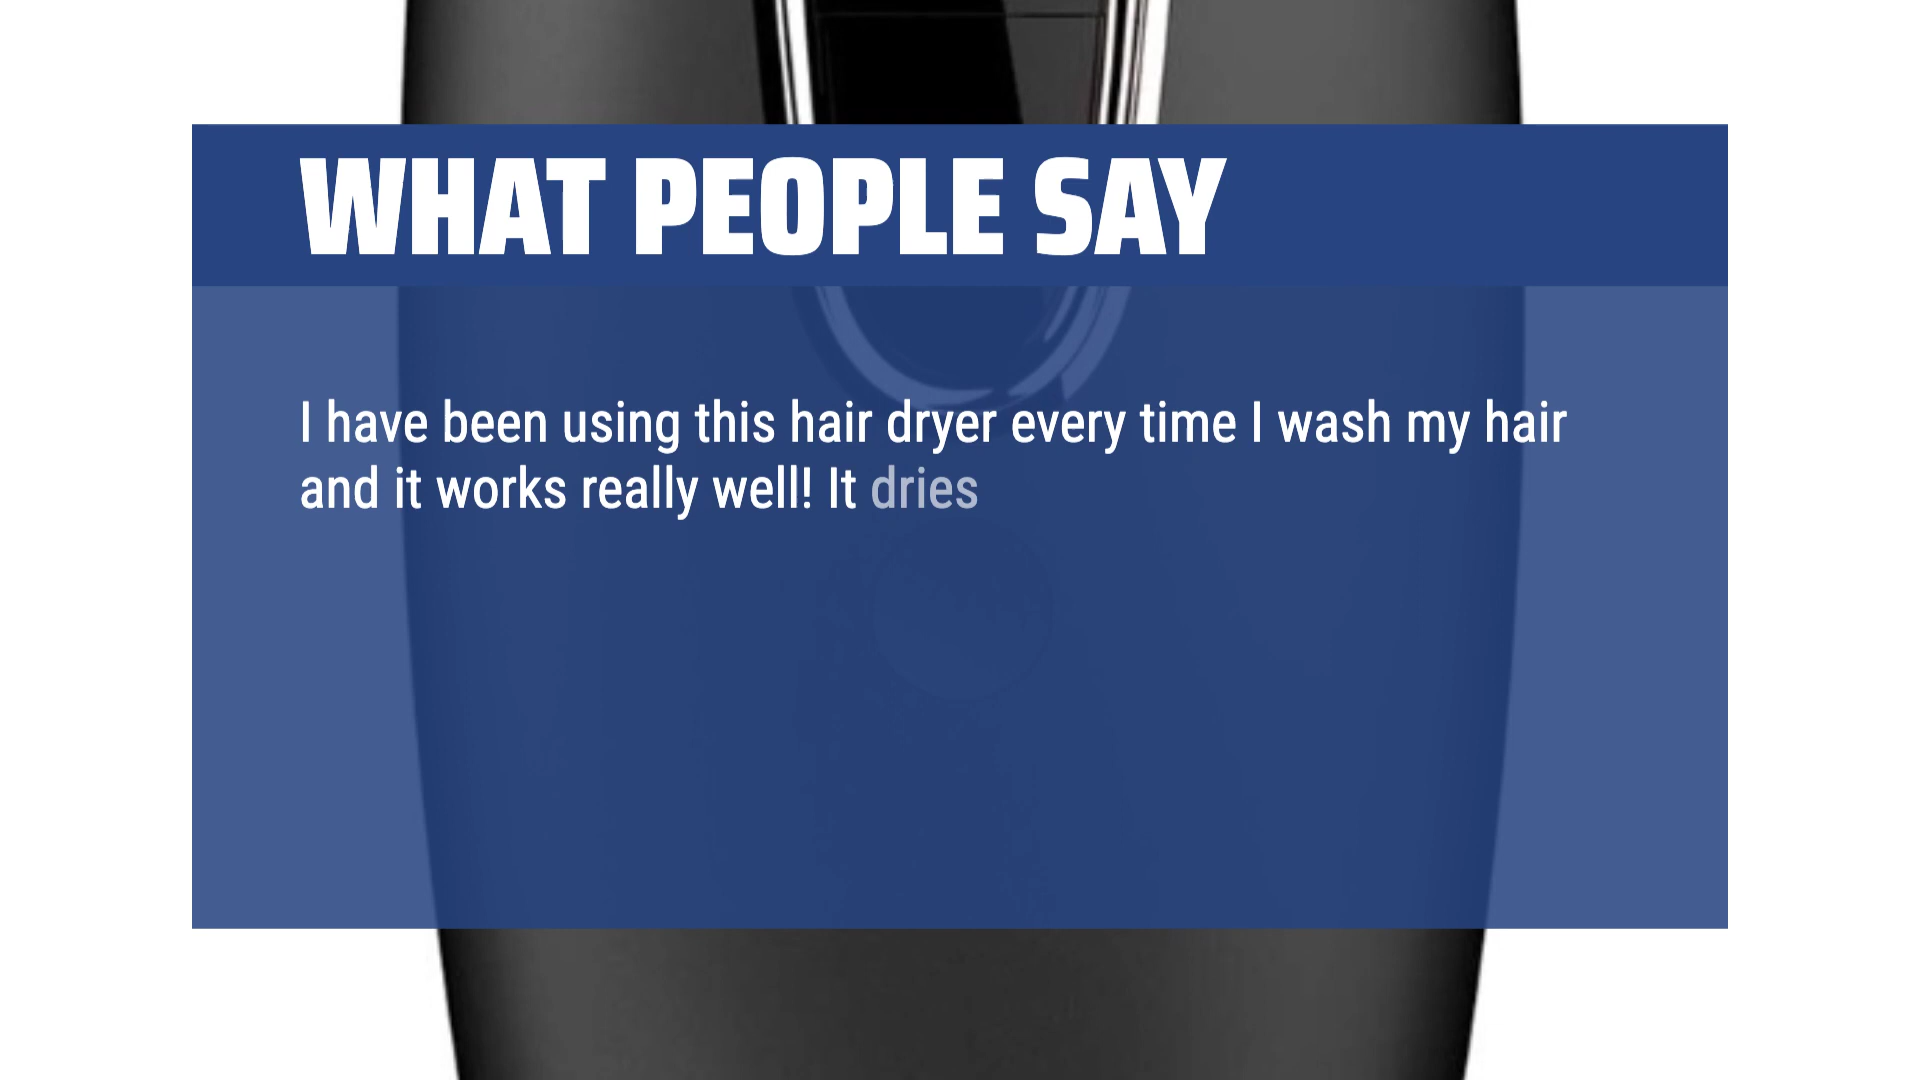 WHAT PEOPLE SAY
I have been using this hair dryer every time I wash my hair
and it works really well! It dries